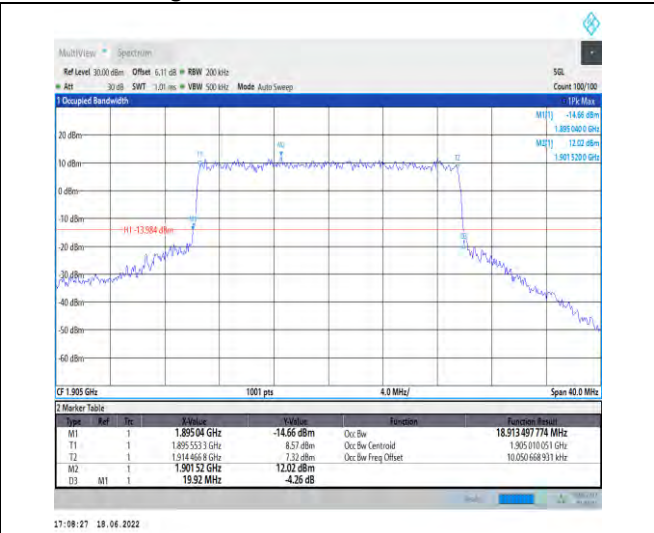 MultiView Spectrum
Ref Level 30.00 dBm Offset 6.11 dB RBW 200 kHz SGL
Att 30 dB SWT 1.01 ms VBW 500 kHz Mode Auto Sweep Count 100/100
1 Occupied Bandwidth 1Pk Max
M1[1] -14.66 dBm
1.895 040 0 GHz
M2[1] 12.02 dBm
1.901 520 0 GHz
20 dBm
M2
T1 T2
10 dBm
0 dBm
-10 dBm
M1
H1 -13.584 dBm
D3
-20 dBm
-30 dBm
-40 dBm
-50 dBm
-60 dBm
CF 1.905 GHz 1001 pts 4.0 MHz/ Span 40.0 MHz
2 Marker Table
Type Ref Trc X-Value Y-Value Function Function Result
M1 1 1.895 04 GHz -14.66 dBm Occ Bw 18.913 497 774 MHz
T1 1 1.895 553 3 GHz 8.57 dBm Occ Bw Centroid 1.905 010 051 GHz
T2 1 1.914 466 8 GHz 7.32 dBm Occ Bw Freq Offset 10.050 668 931 kHz
M2 1 1.901 52 GHz 12.02 dBm
D3 M1 1 19.92 MHz -4.26 dB
17:08:27 18.06.2022